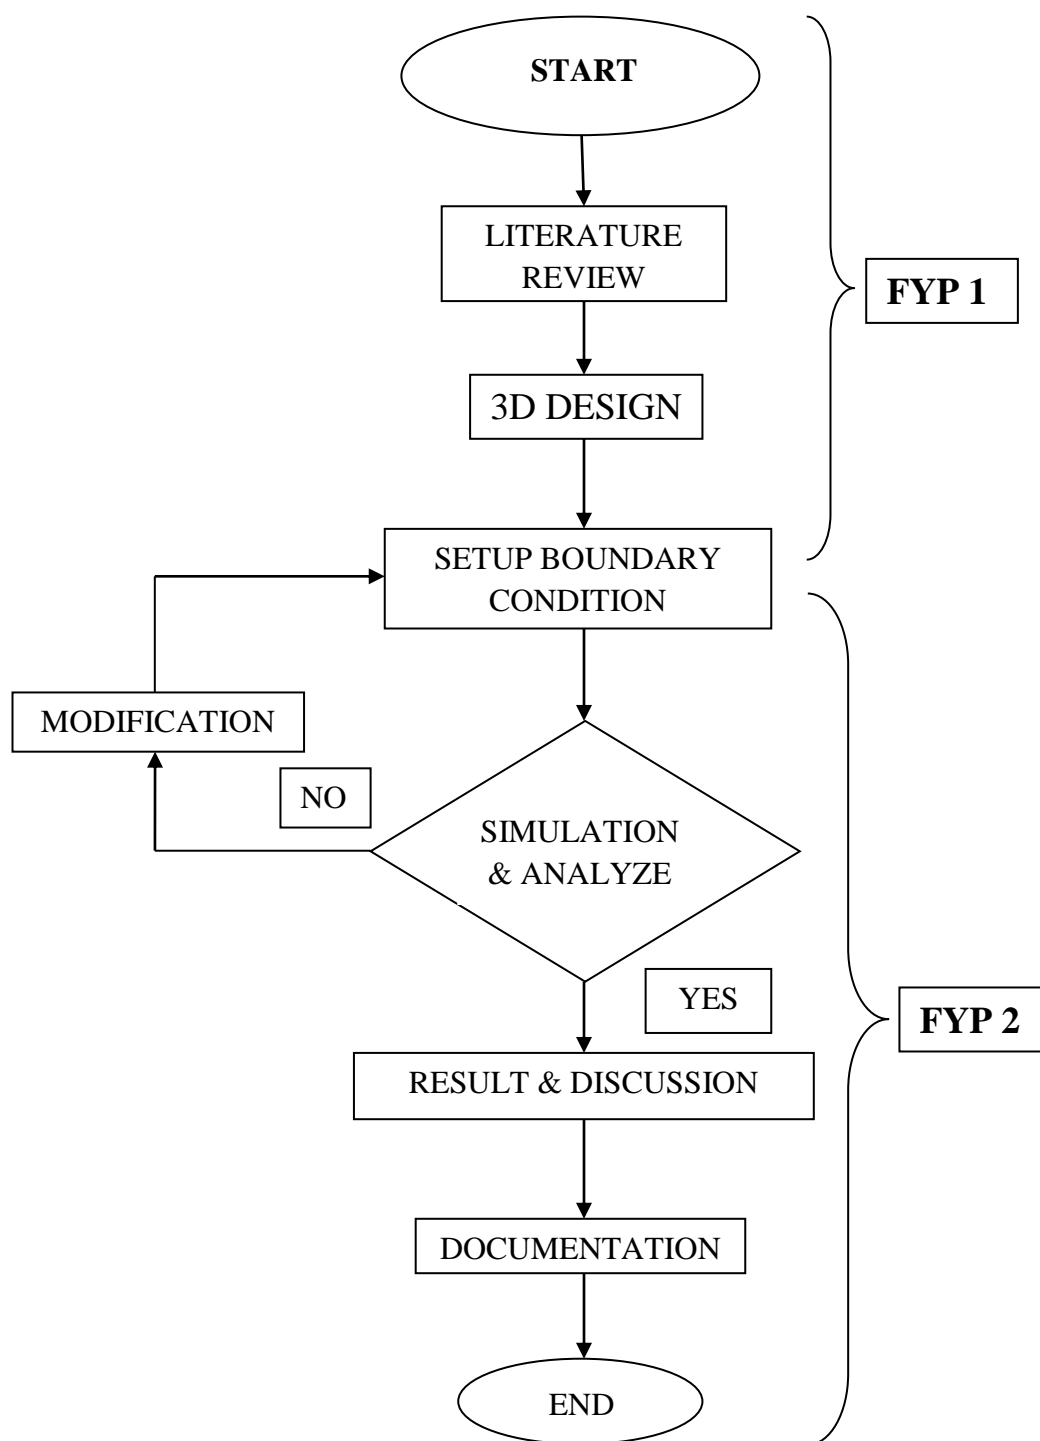 START
LITERATURE
REVIEW
FYP 1
3D DESIGN
SETUP BOUNDARY
CONDITION
MODIFICATION
NO
SIMULATION
& ANALYZE
YES
FYP 2
RESULT & DISCUSSION
DOCUMENTATION
END